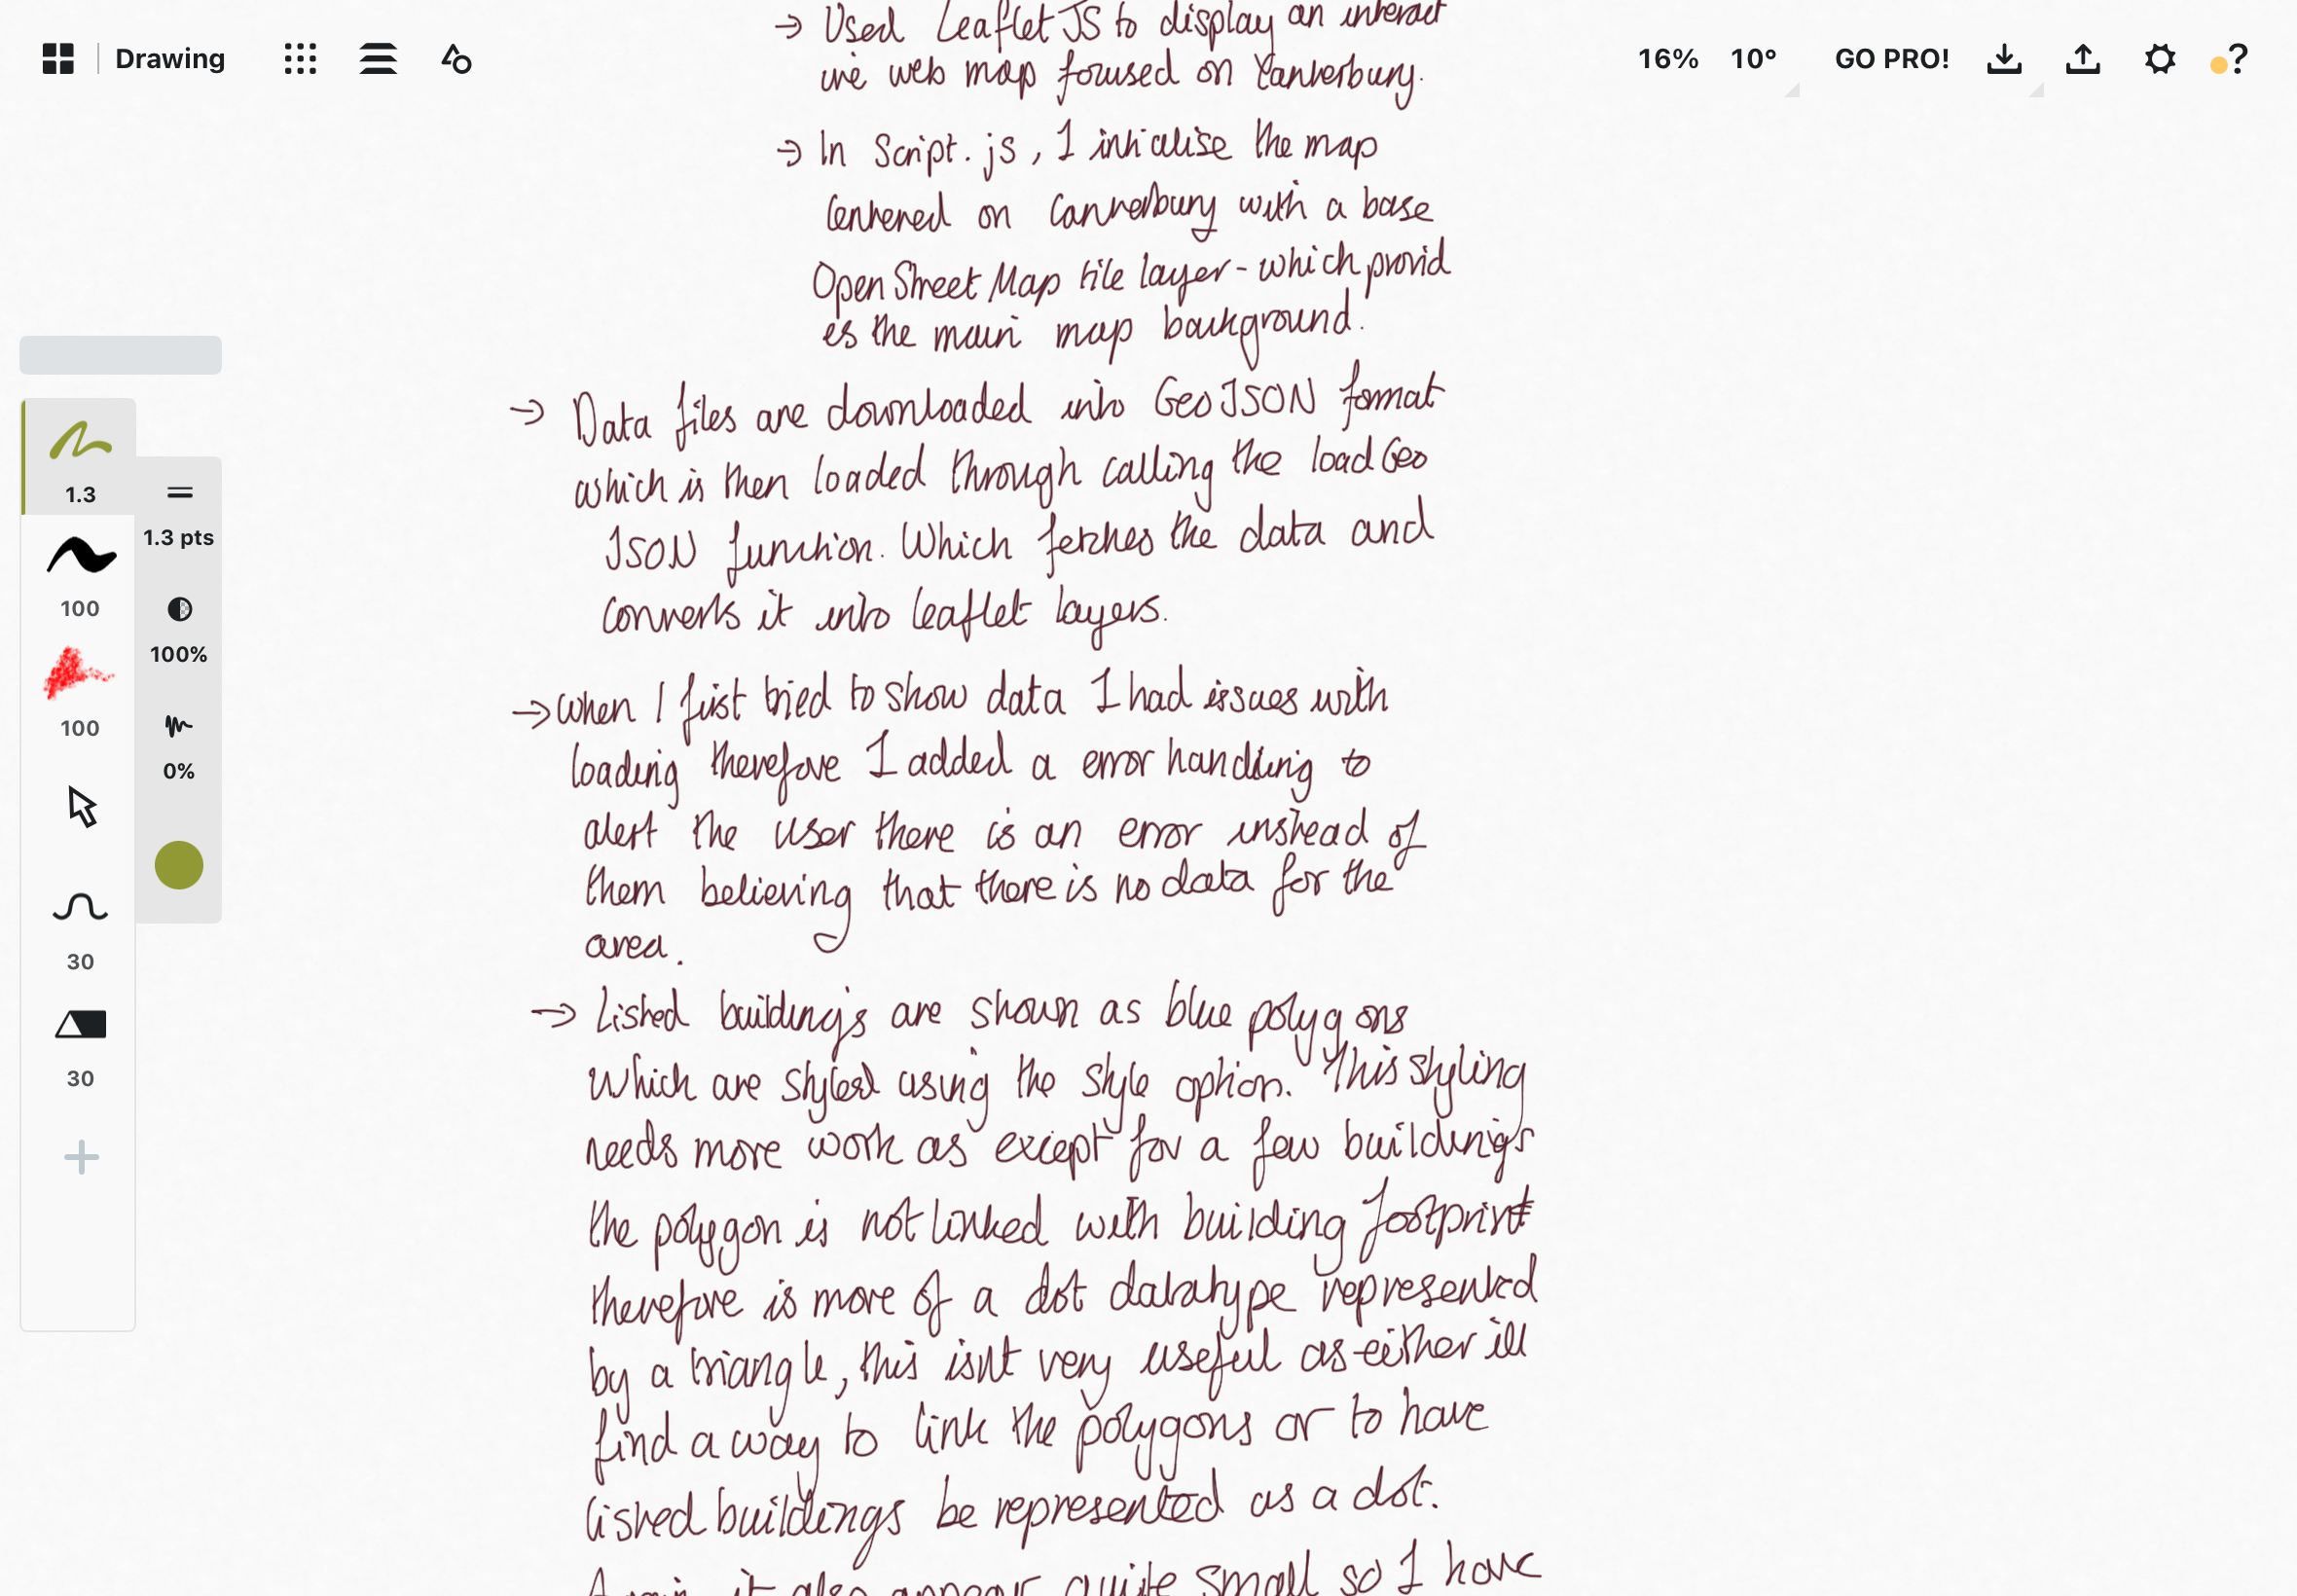 Drawing
16% 10° GO PRO! ?
→ Used Leaflet JS to display an interact
ive web map focused on Canterbury.
→ In Script.js, I initialise the map
Centered on Canterbury with a base
OpenStreet Map tile layer - which provid
es the main map background.
→ Data files are downloaded into GeoJSON format
which is then loaded through calling the loadGeo
JSON function. Which fetches the data and
converts it into leaflet layers.
→ When I first tried to show data I had issues with
loading therefore I added a error handling to
alert the user there is an error instead of
them believing that there is no data for the
area.
→ Listed buildings are shown as blue polygons
which are styled using the style option. This styling
needs more work as except for a few buildings
the polygon is not linked with building footprint
therefore is more of a dot datatype represented
by a triangle, this isnt very useful as either ill
find a way to link the polygons or to have
listed buildings be represented as a dot.
Again it also appear quite small so I have
1.3
100
100
30
30
1.3 pts
100%
0%